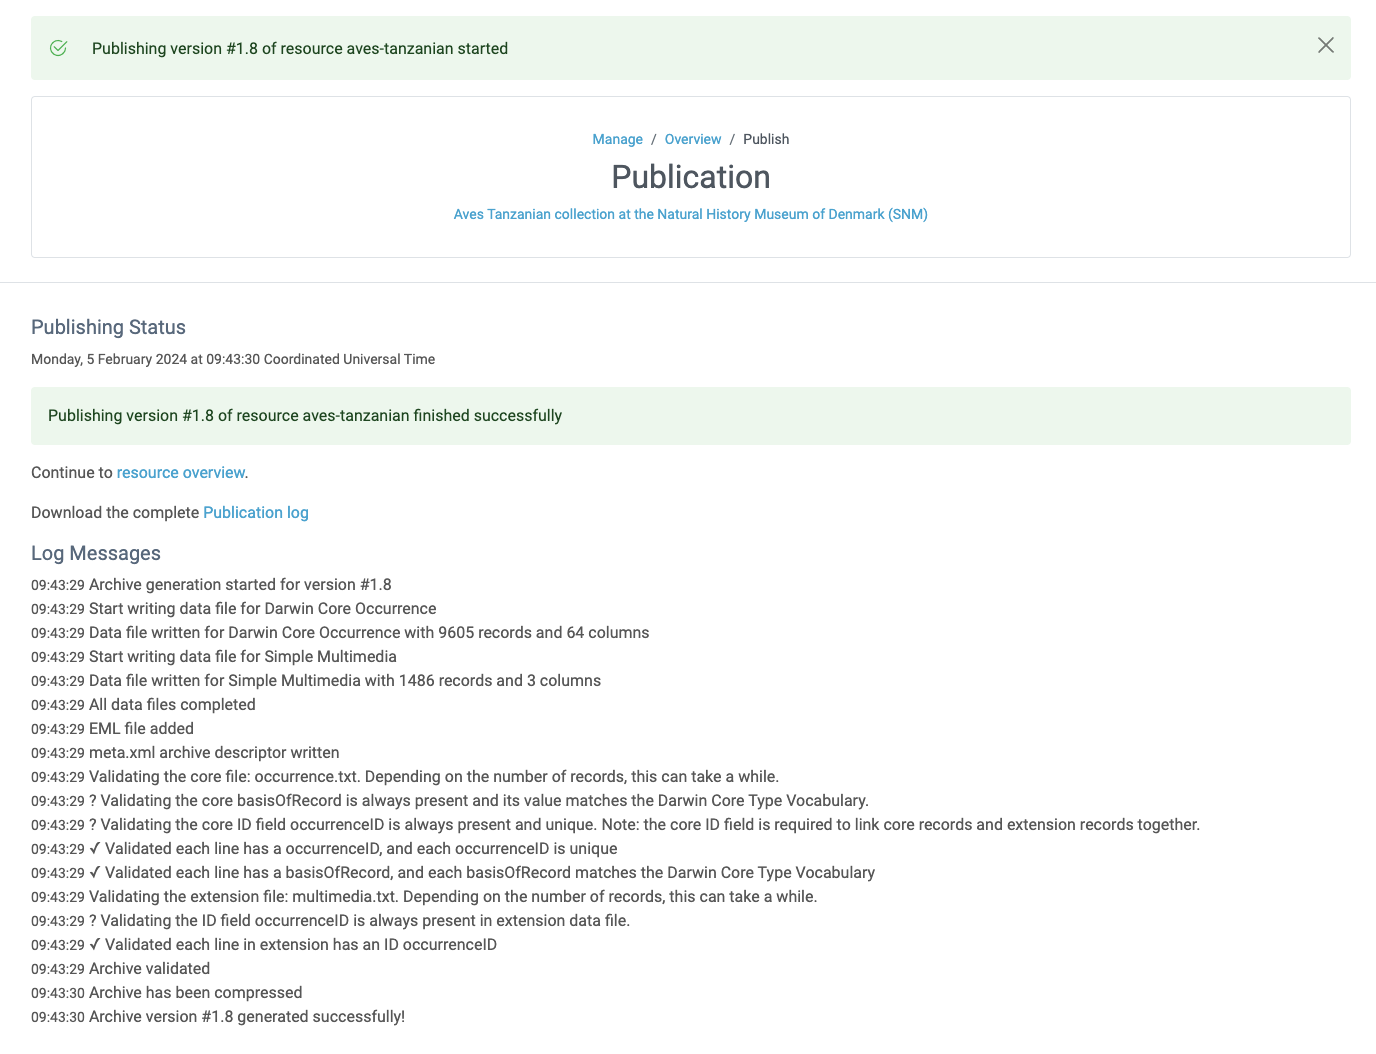 Publishing version #1.8 of resource aves-tanzanian started
Manage / Overview / Publish
Publication
Aves Tanzanian collection at the Natural History Museum of Denmark (SNM)
Publishing Status
Monday, 5 February 2024 at 09:43:30 Coordinated Universal Time
Publishing version #1.8 of resource aves-tanzanian finished successfully
Continue to resource overview.
Download the complete Publication log
Log Messages
09:43:29 Archive generation started for version #1.8
09:43:29 Start writing data file for Darwin Core Occurrence
09:43:29 Data file written for Darwin Core Occurrence with 9605 records and 64 columns
09:43:29 Start writing data file for Simple Multimedia
09:43:29 Data file written for Simple Multimedia with 1486 records and 3 columns
09:43:29 All data files completed
09:43:29 EML file added
09:43:29 meta.xml archive descriptor written
09:43:29 Validating the core file: occurrence.txt. Depending on the number of records, this can take a while.
09:43:29 ? Validating the core basisOfRecord is always present and its value matches the Darwin Core Type Vocabulary.
09:43:29 ? Validating the core ID field occurrenceID is always present and unique. Note: the core ID field is required to link core records and extension records together.
09:43:29 ✓ Validated each line has a occurrenceID, and each occurrenceID is unique
09:43:29 ✓ Validated each line has a basisOfRecord, and each basisOfRecord matches the Darwin Core Type Vocabulary
09:43:29 Validating the extension file: multimedia.txt. Depending on the number of records, this can take a while.
09:43:29 ? Validating the ID field occurrenceID is always present in extension data file.
09:43:29 ✓ Validated each line in extension has an ID occurrenceID
09:43:29 Archive validated
09:43:30 Archive has been compressed
09:43:30 Archive version #1.8 generated successfully!